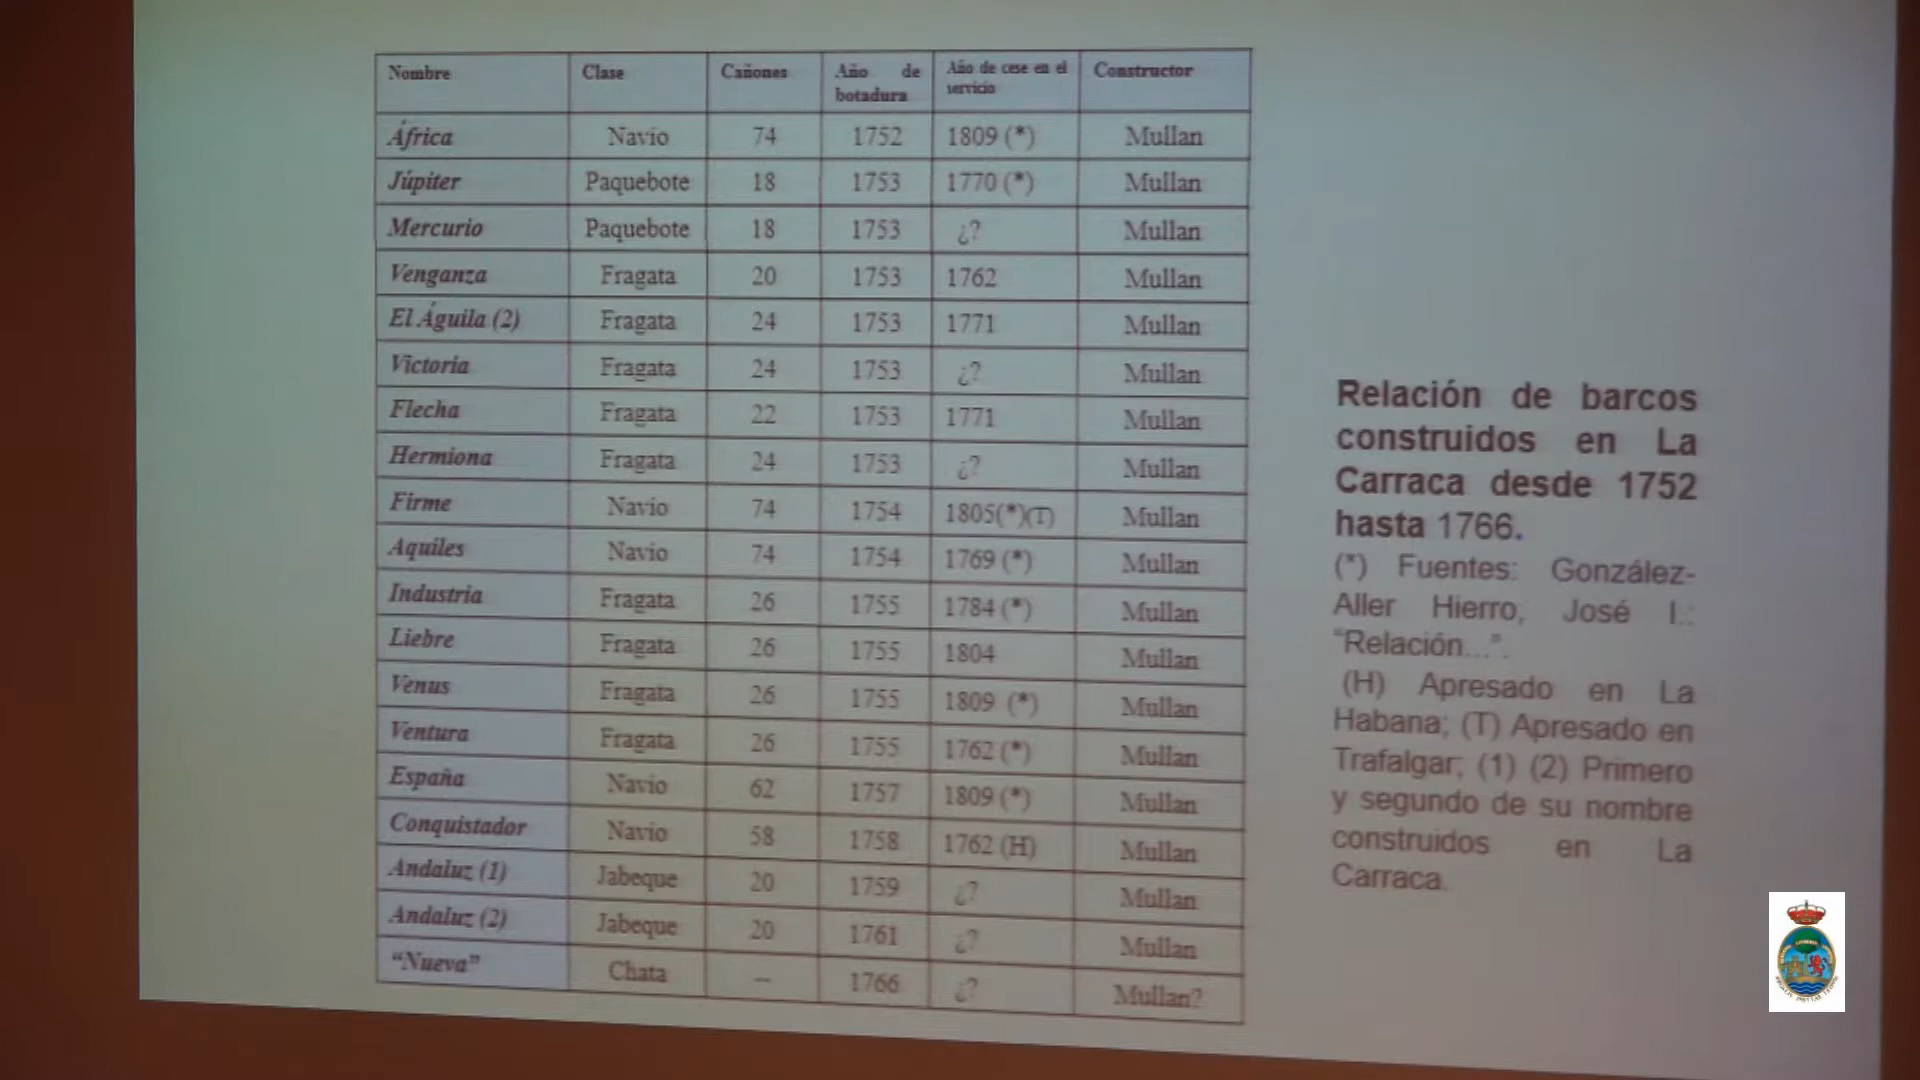 Nombre Clase Cañones Año de botadura Año de cese en el servicio Constructor
África Navío 74 1752 1809 (*) Mullan
Júpiter Paquebote 18 1753 1770 (*) Mullan
Mercurio Paquebote 18 1753 ¿? Mullan
Venganza Fragata 20 1753 1762 Mullan
El Águila (2) Fragata 24 1753 1771 Mullan
Victoria Fragata 24 1753 ¿? Mullan
Flecha Fragata 22 1753 1771 Mullan
Hermiona Fragata 24 1753 ¿? Mullan
Firme Navío 74 1754 1805(*)(T) Mullan
Aquiles Navío 74 1754 1769 (*) Mullan
Industria Fragata 26 1755 1784 (*) Mullan
Liebre Fragata 26 1755 1804 Mullan
Venus Fragata 26 1755 1809 (*) Mullan
Ventura Fragata 26 1755 1762 (*) Mullan
España Navío 62 1757 1809 (*) Mullan
Conquistador Navío 58 1758 1762 (H) Mullan
Andaluz (1) Jabeque 20 1759 ¿? Mullan
Andaluz (2) Jabeque 20 1761 ¿? Mullan
“Nueva” Chata – 1766 ¿? Mullan?
Relación de barcos
construidos en La
Carraca desde 1752
hasta 1766.
(*) Fuentes: González-
Aller Hierro, José I.:
“Relación...”.
(H) Apresado en La
Habana; (T) Apresado en
Trafalgar; (1) (2) Primero
y segundo de su nombre
construidos en La
Carraca.